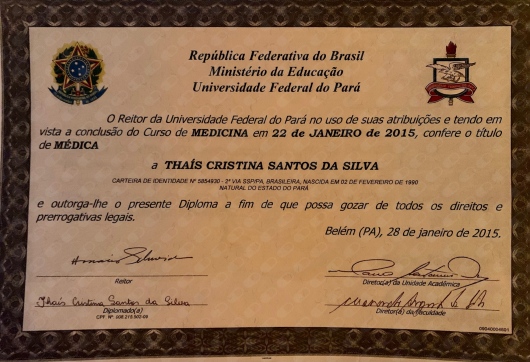 República Federativa do Brasil
Ministério da Educação
Universidade Federal do Pará
O Reitor da Universidade Federal do Pará no uso de suas atribuições e tendo em
vista a conclusão do Curso de MEDICINA em 22 de JANEIRO de 2015, confere o título
de MÉDICA
a THAÍS CRISTINA SANTOS DA SILVA
CARTEIRA DE IDENTIDADE Nº 5854930 - 2ª VIA SSP/PA, BRASILEIRA, NASCIDA EM 02 DE FEVEREIRO DE 1990
NATURAL DO ESTADO DO PARÁ
e outorga-lhe o presente Diploma a fim de que possa gozar de todos os direitos e
prerrogativas legais.
Belém (PA), 28 de janeiro de 2015.
Reitor
Diretor(a) da Unidade Acadêmica
Thaís Cristina Santos da Silva
Diplomado(a)
Diretor(a) da Faculdade